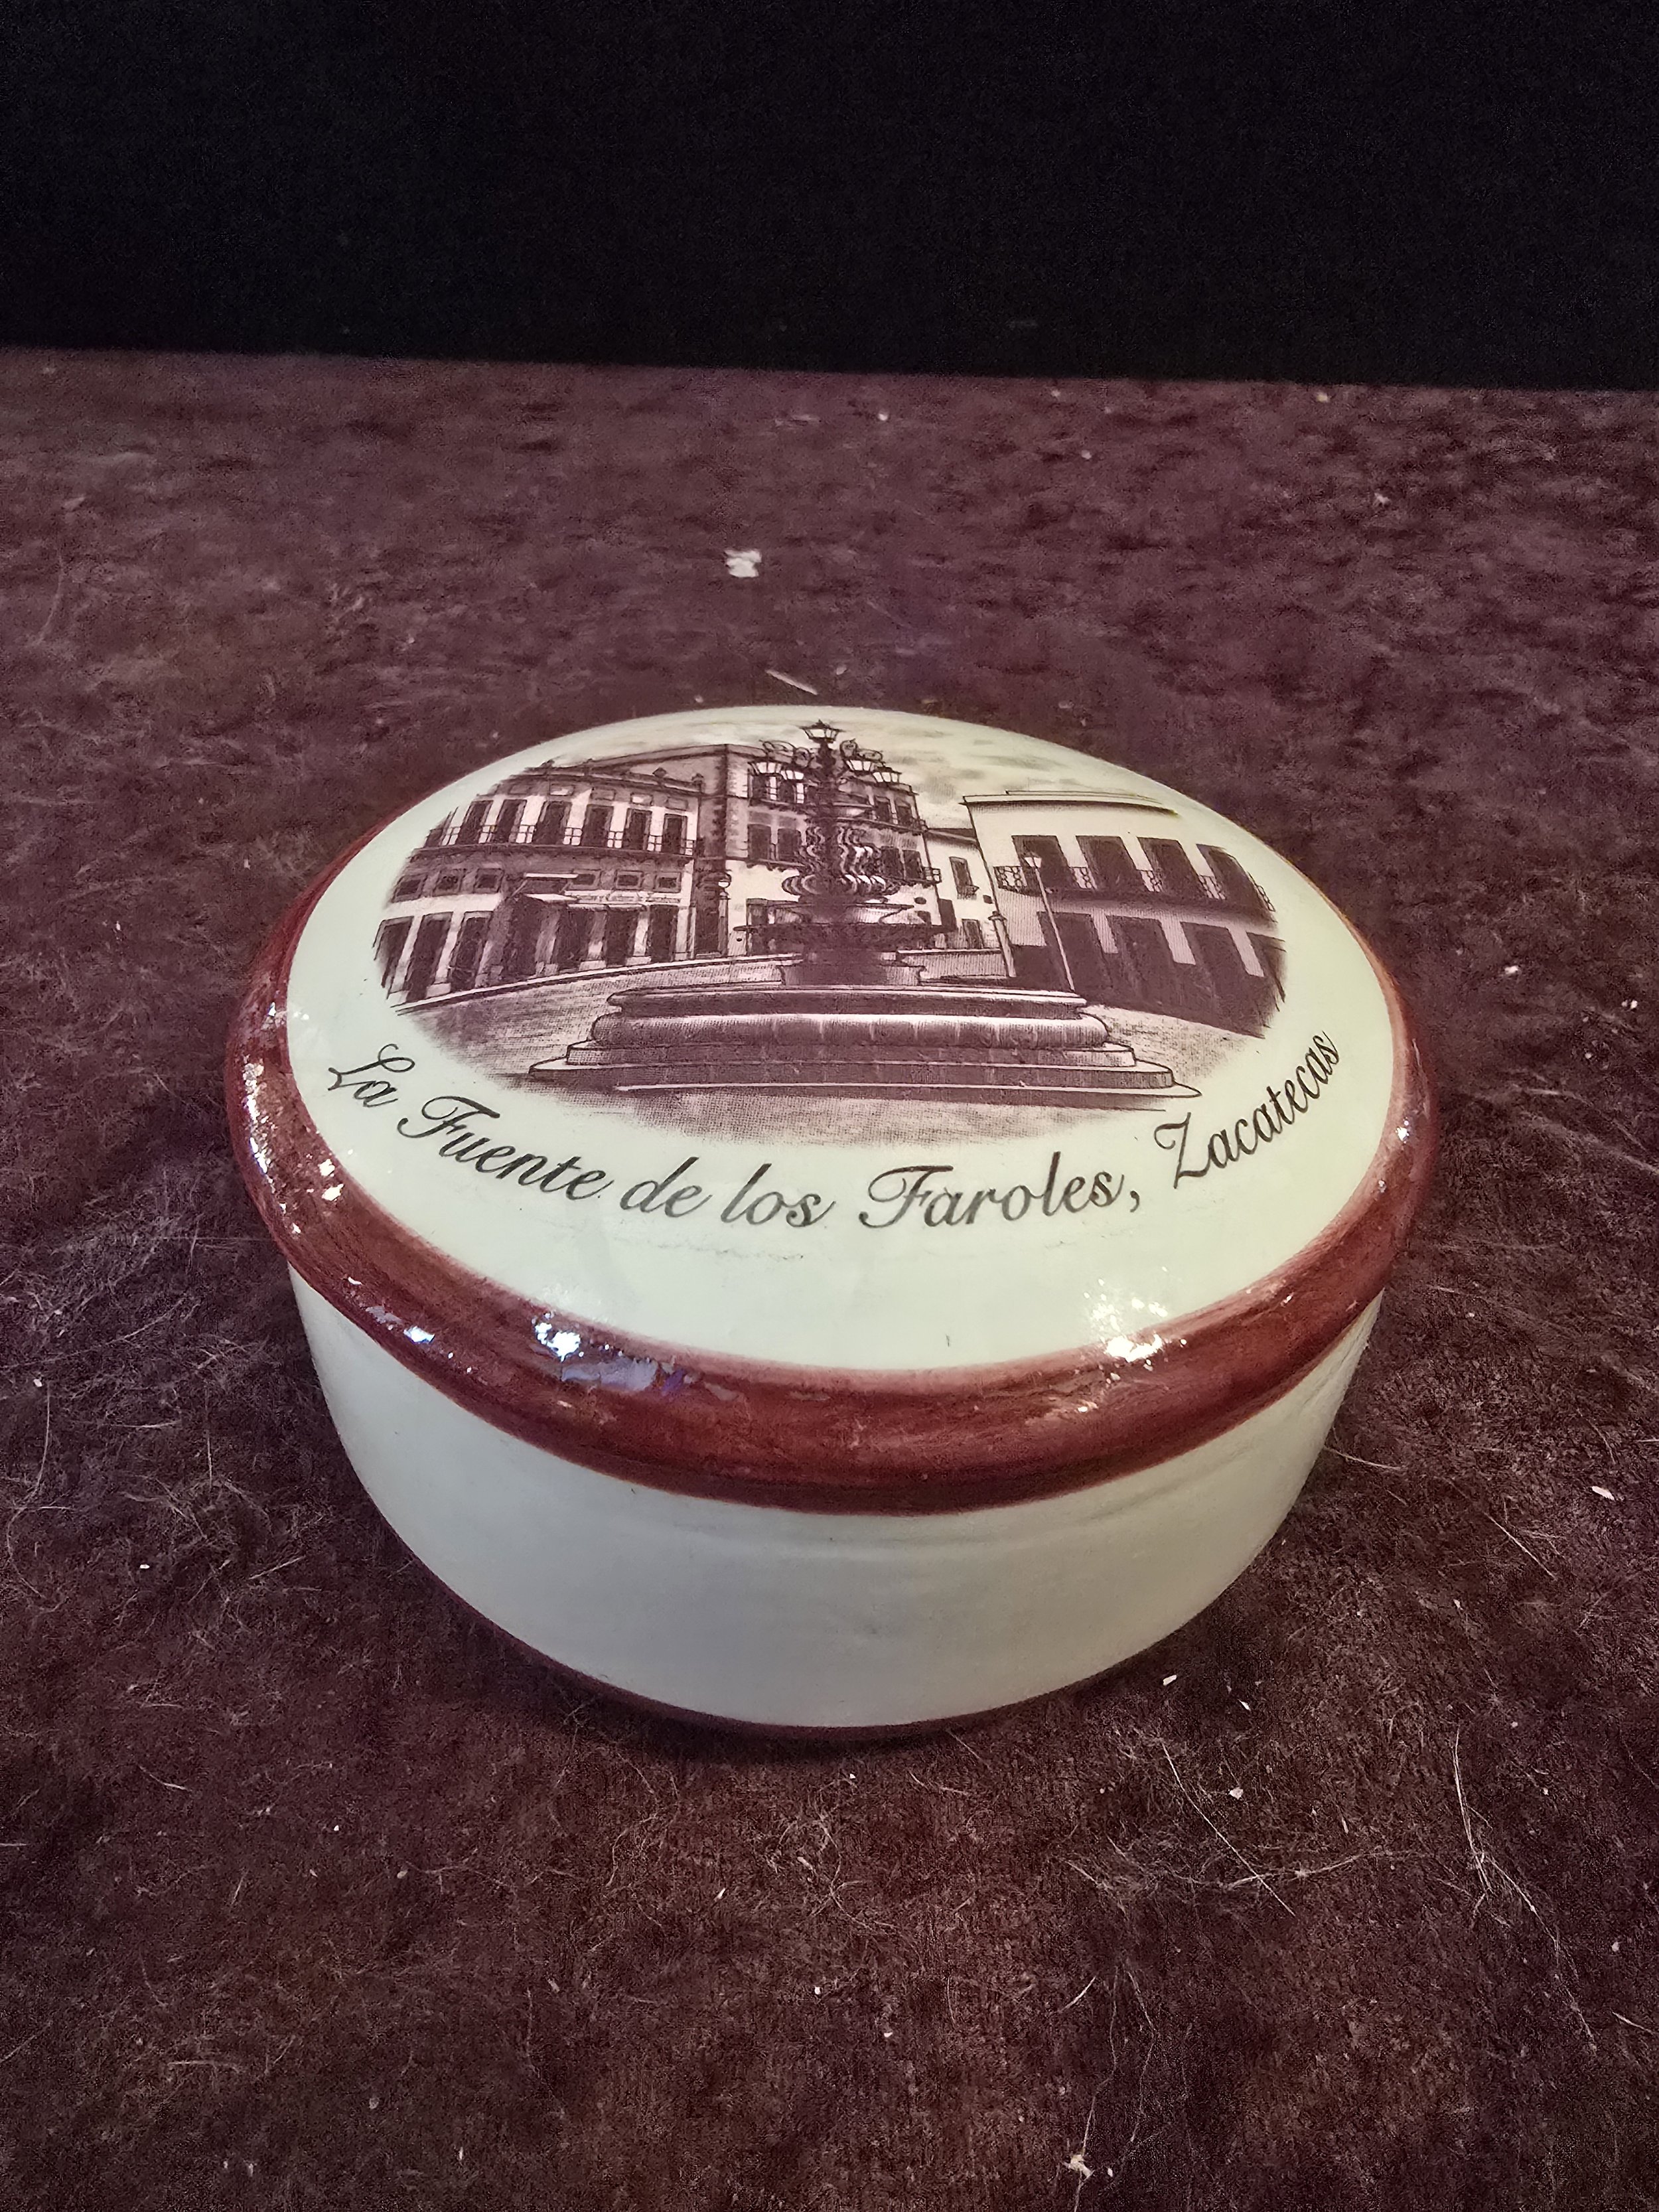 La Fuente de los Faroles, Zacatecas